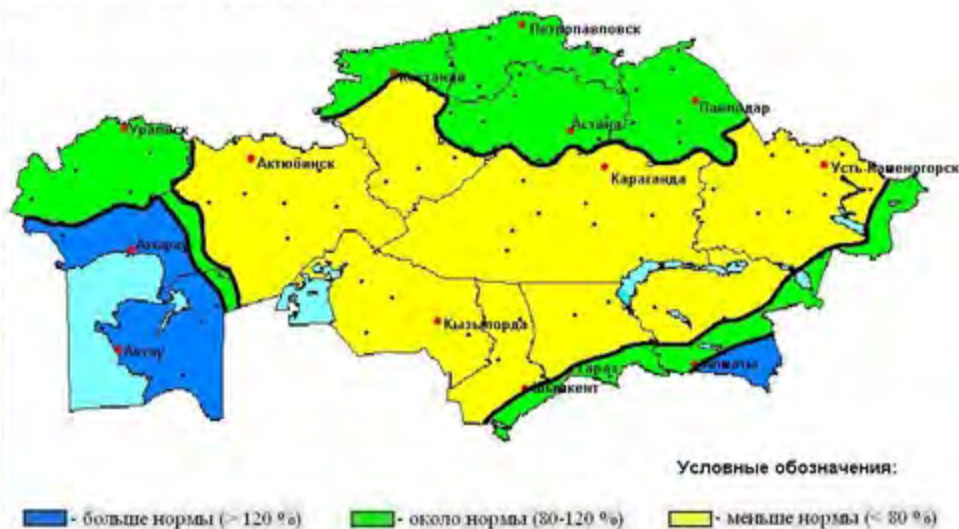 Петропавловск
Костанай
Павлодар
Уральск
Астана
Актюбинск
Усть-Каменогорск
Караганда
Атырау
Кызылорда
Актау
Тараз
Алматы
Шымкент
Условные обозначения:
- больше нормы (> 120 %)
- около нормы (80-120 %)
- меньше нормы (< 80 %)